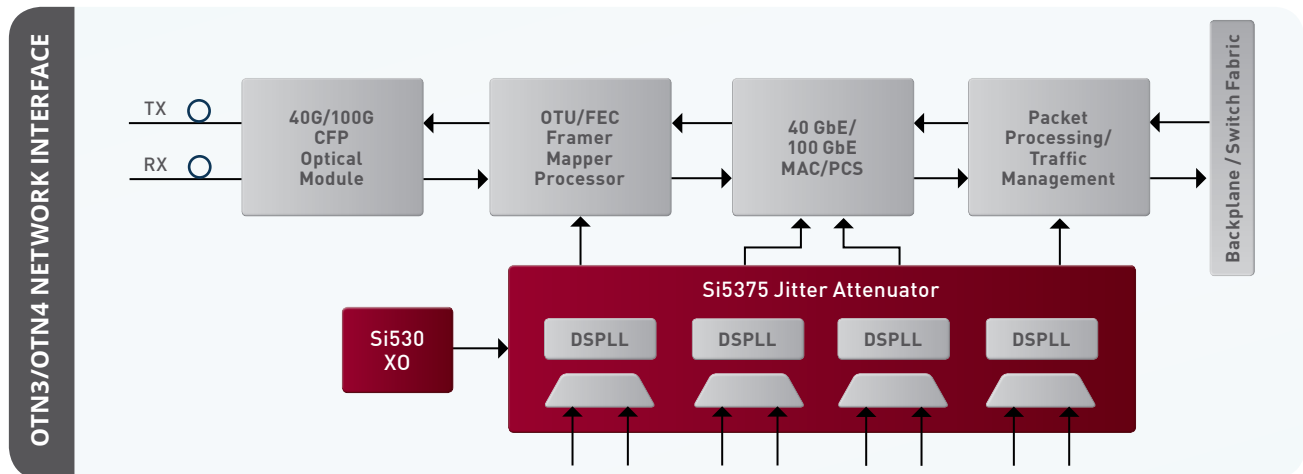 OTN3/OTN4 NETWORK INTERFACE
TX
RX
40G/100G
CFP
Optical
Module
OTU/FEC
Framer
Mapper
Processor
40 GbE/
100 GbE
MAC/PCS
Packet
Processing/
Traffic
Management
Backplane / Switch Fabric
Si5375 Jitter Attenuator
Si530
XO
DSPLL
DSPLL
DSPLL
DSPLL